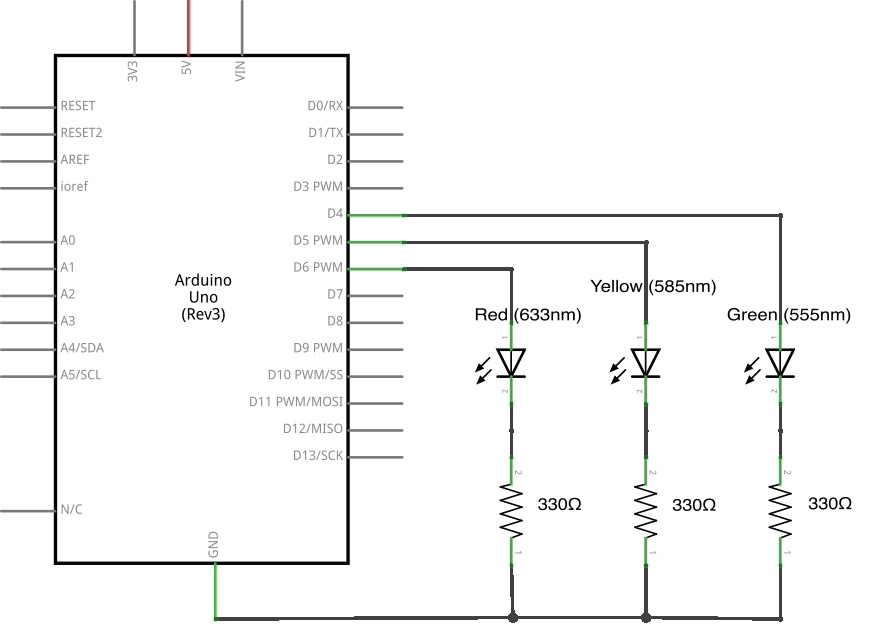 3V3
5V
VIN
RESET
RESET2
AREF
ioref
A0
A1
A2
A3
A4/SDA
A5/SCL
N/C
D0/RX
D1/TX
D2
D3 PWM
D4
D5 PWM
D6 PWM
D7
D8
D9 PWM
D10 PWM/SS
D11 PWM/MOSI
D12/MISO
D13/SCK
Arduino
Uno
(Rev3)
GND
Red (633nm)
Yellow (585nm)
Green (555nm)
1
1
1
2
2
2
2
2
2
330Ω
330Ω
330Ω
1
1
1